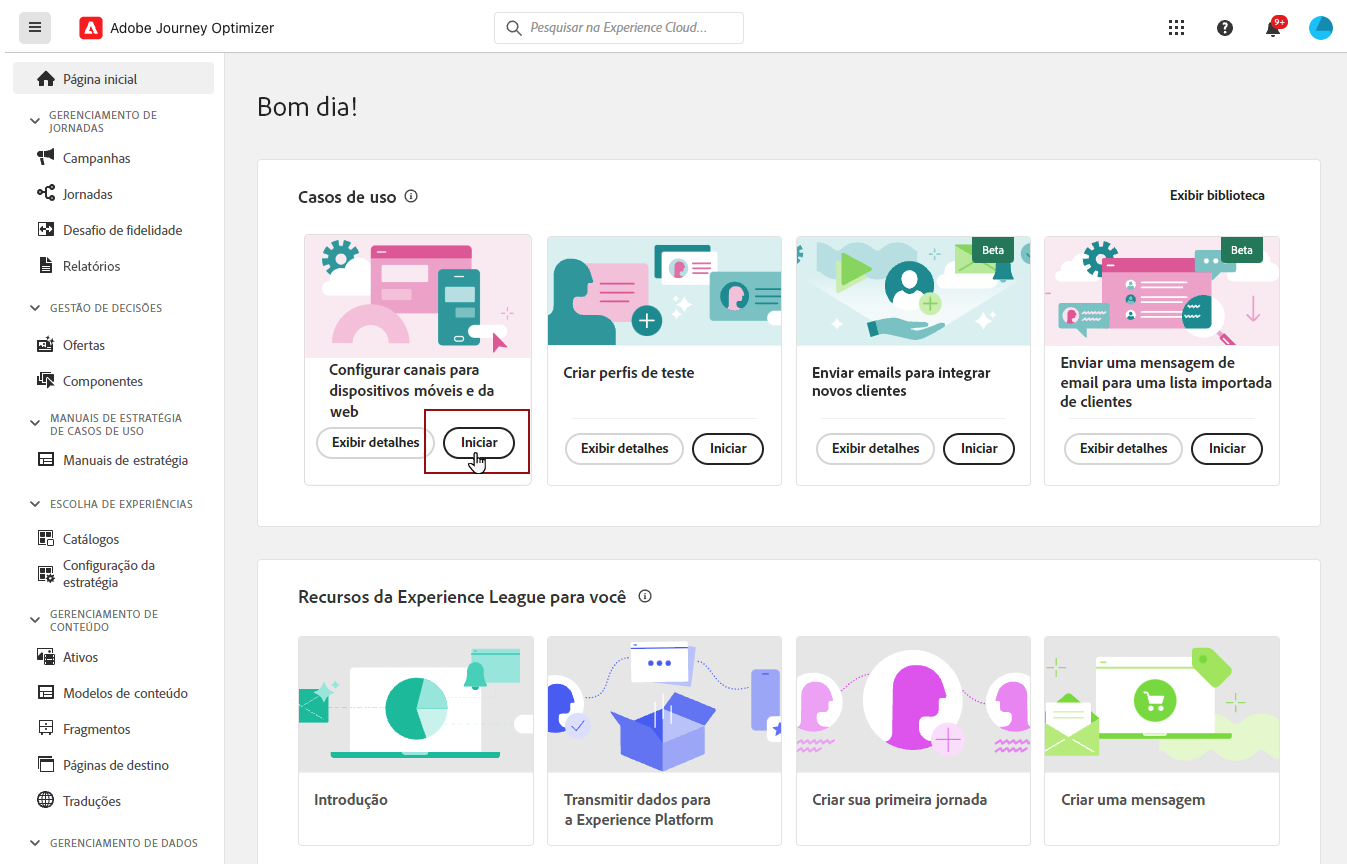 Adobe Journey Optimizer
Pesquisar na Experience Cloud...
9+
Página inicial
GERENCIAMENTO DE
JORNADAS
Campanhas
Jornadas
Desafio de fidelidade
Relatórios
GESTÃO DE DECISÕES
Ofertas
Componentes
MANUAIS DE ESTRATÉGIA
DE CASOS DE USO
Manuais de estratégia
ESCOLHA DE EXPERIÊNCIAS
Catálogos
Configuração da
estratégia
GERENCIAMENTO DE
CONTEÚDO
Ativos
Modelos de conteúdo
Fragmentos
Páginas de destino
Traduções
GERENCIAMENTO DE DADOS
Bom dia!
Casos de uso
Exibir biblioteca
Configurar canais para
dispositivos móveis e da
web
Exibir detalhes
Iniciar
Criar perfis de teste
Exibir detalhes
Iniciar
Beta
Enviar emails para integrar
novos clientes
Exibir detalhes
Iniciar
Beta
Enviar uma mensagem de
email para uma lista importada
de clientes
Exibir detalhes
Iniciar
Recursos da Experience League para você
Introdução
Transmitir dados para
a Experience Platform
Criar sua primeira jornada
Criar uma mensagem